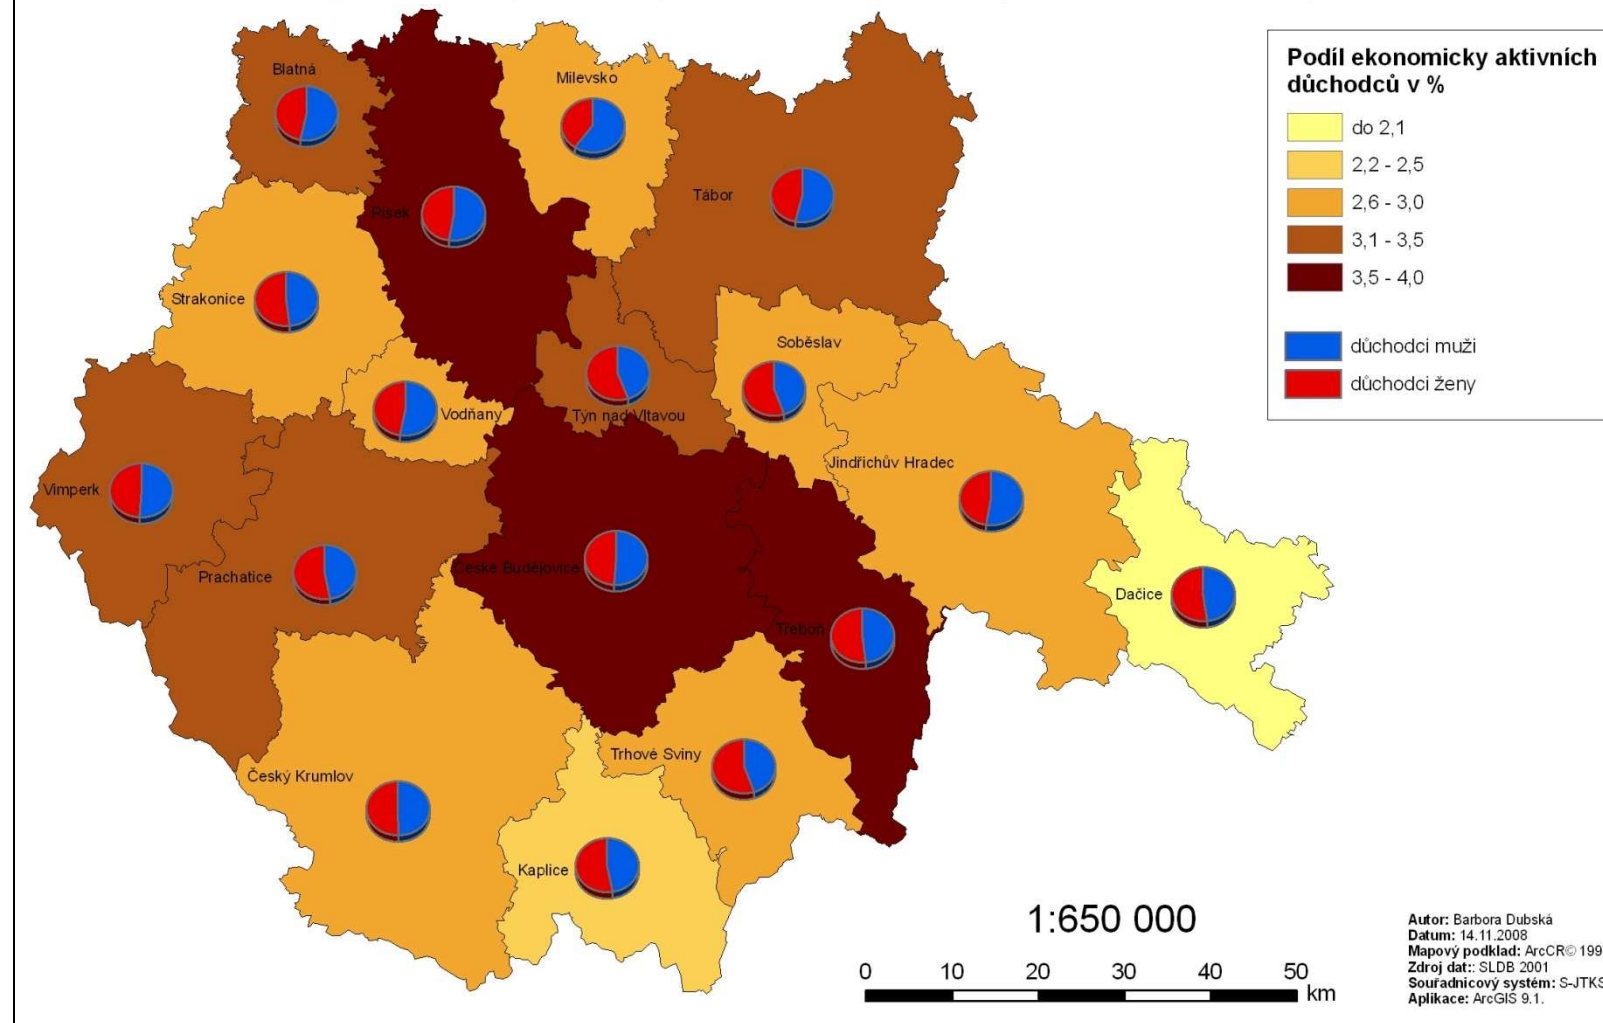 Blatná
Milevsko
Písek
Tábor
Strakonice
Soběslav
Vodňany
Týn nad Vltavou
Vimperk
Jindřichův Hradec
Prachatice
České Budějovice
Dačice
Třeboň
Trhové Sviny
Český Krumlov
Kaplice
Podíl ekonomicky aktivních
důchodců v %
do 2,1
2,2 - 2,5
2,6 - 3,0
3,1 - 3,5
3,5 - 4,0
důchodci muži
důchodci ženy
1:650 000
0 10 20 30 40 50
km
Autor: Barbora Dubská
Datum: 14.11.2008
Mapový podklad: ArcCR© 199
Zdroj dat:: SLDB 2001
Souřadnicový systém: S-JTKS
Aplikace: ArcGIS 9.1.